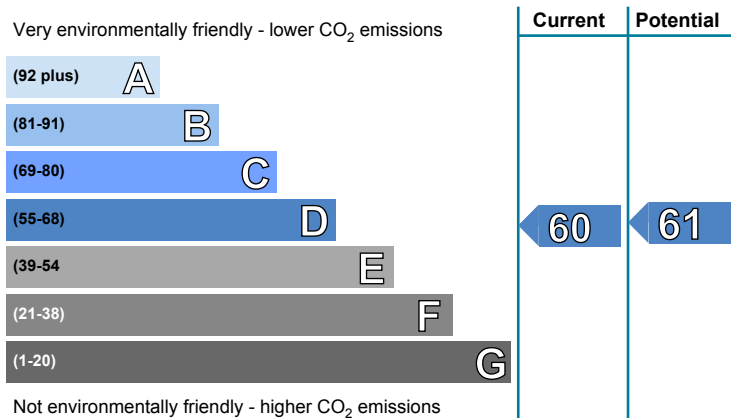 Very environmentally friendly - lower CO2 emissions
Current
Potential
(92 plus) A
(81-91) B
(69-80) C
(55-68) D
(39-54 E
(21-38) F
(1-20) G
60
61
Not environmentally friendly - higher CO2 emissions